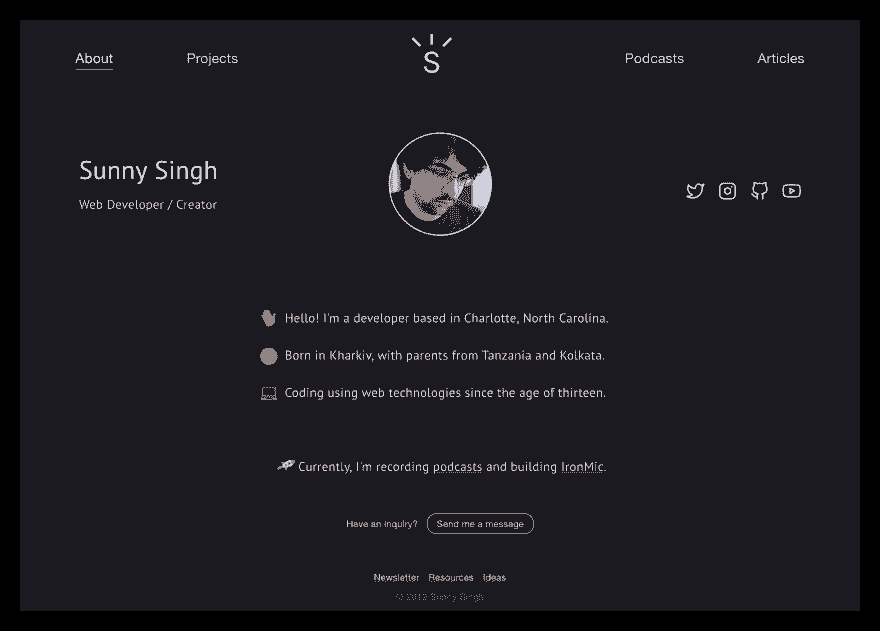 About Projects S Podcasts Articles
Sunny Singh
Web Developer / Creator
Hello! I'm a developer based in Charlotte, North Carolina.
Born in Kharkiv, with parents from Tanzania and Kolkata.
Coding using web technologies since the age of thirteen.
Currently, I'm recording podcasts and building IronMic.
Have an inquiry? Send me a message
Newsletter Resources Ideas
© Sunny Singh